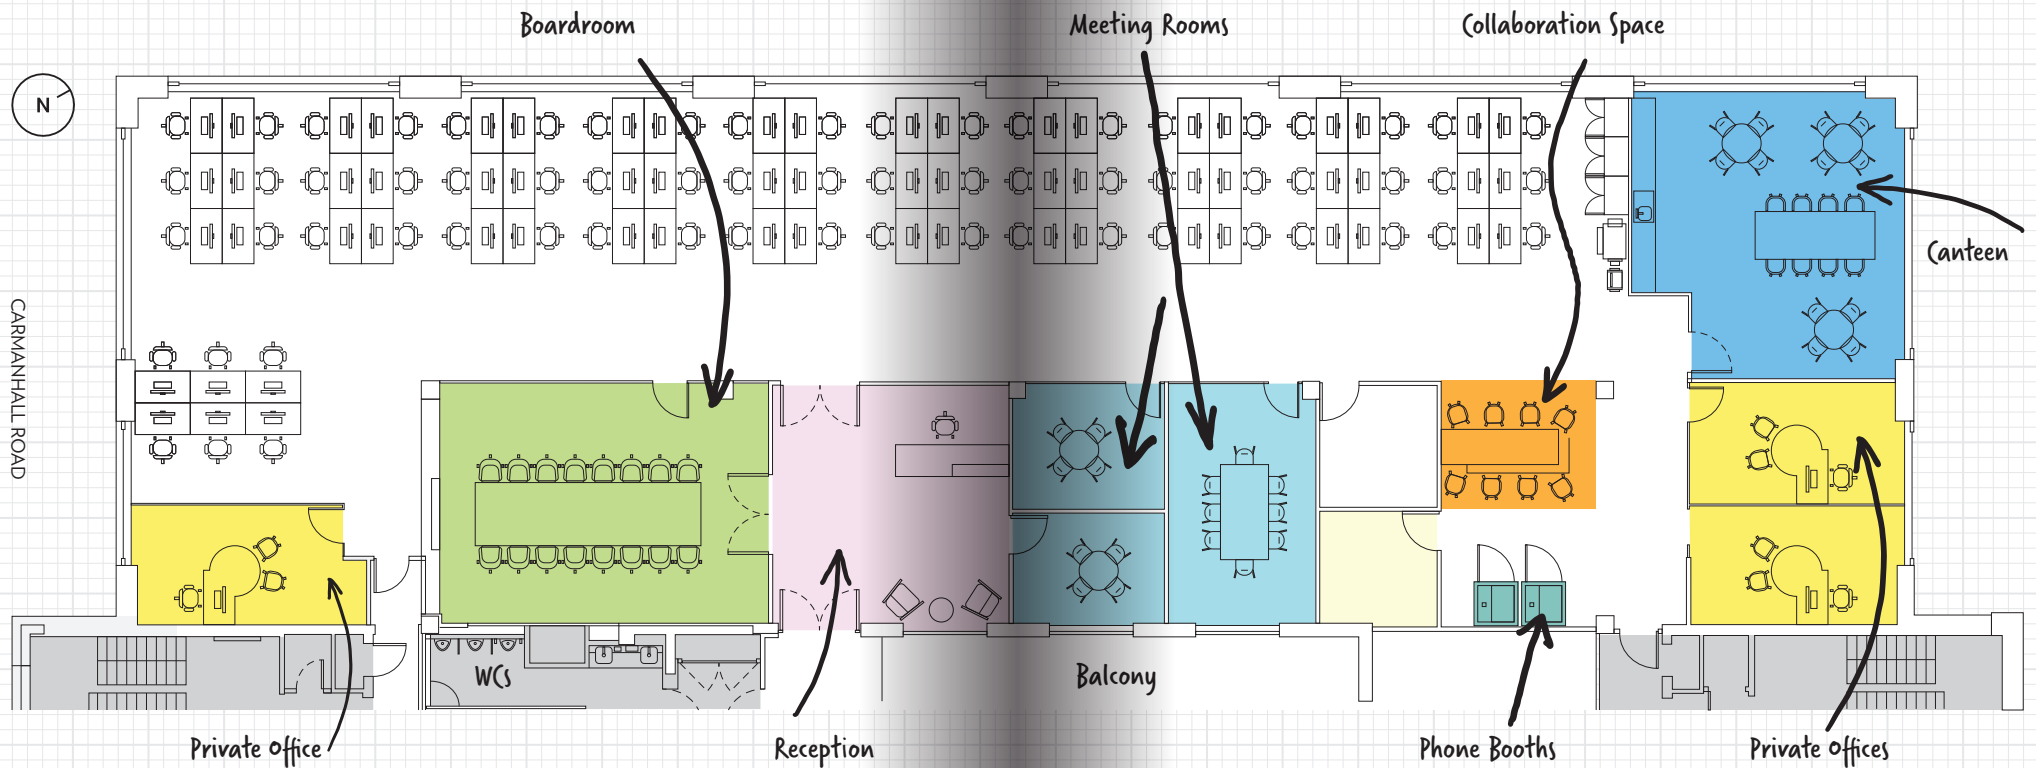 Boardroom
Meeting Rooms
Collaboration Space
N
Canteen
CARMANHALL ROAD
WCs
Balcony
Private Office
Reception
Phone Booths
Private Offices